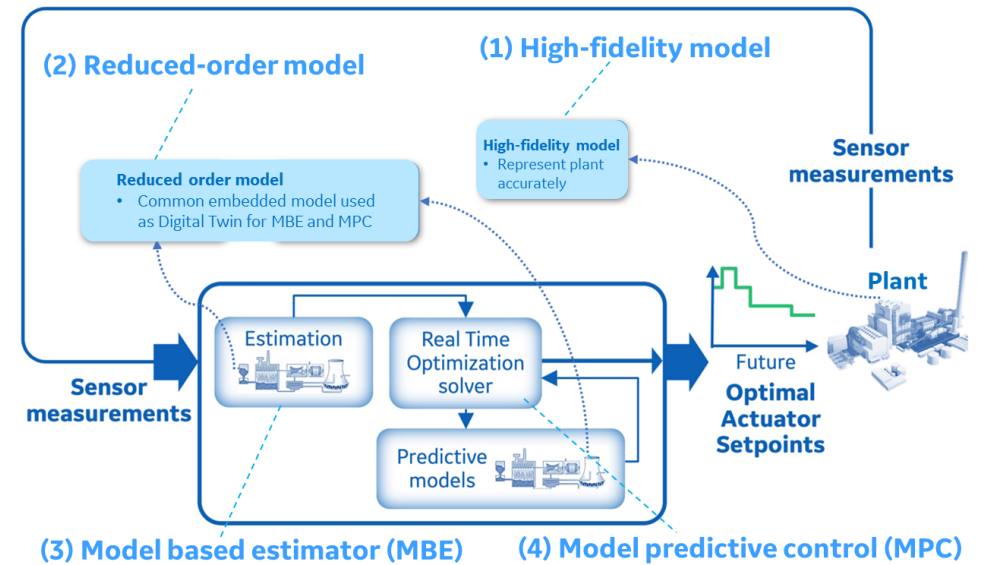 (1) High-fidelity model
(2) Reduced-order model
High-fidelity model
• Represent plant
accurately
Sensor
measurements
Reduced order model
• Common embedded model used
as Digital Twin for MBE and MPC
Plant
Estimation
Real Time
Optimization
solver
Future
Sensor
measurements
Optimal
Actuator
Setpoints
Predictive
models
(3) Model based estimator (MBE)
(4) Model predictive control (MPC)